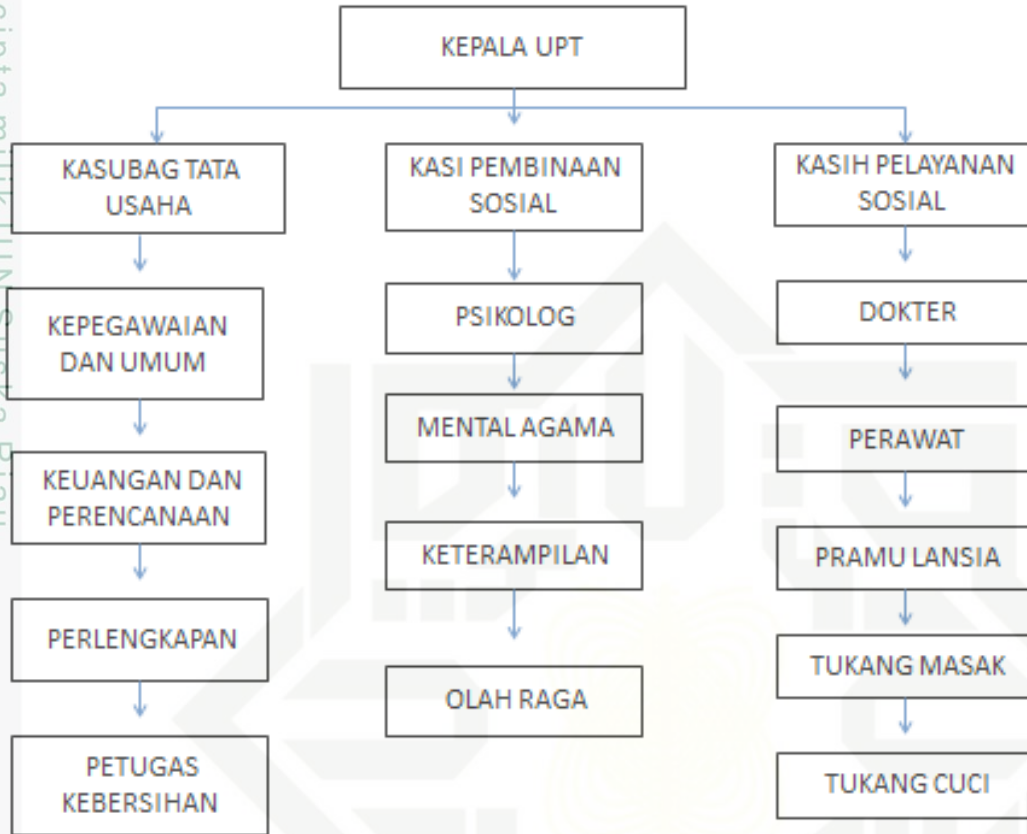 KEPALA UPT
KASUBAG TATA
USAHA
KEPEGAWAIAN
DAN UMUM
KEUANGAN DAN
PERENCANAAN
PERLENGKAPAN
PETUGAS
KEBERSIHAN
KASI PEMBINAAN
SOSIAL
PSIKOLOG
MENTAL AGAMA
KETERAMPILAN
OLAH RAGA
KASIH PELAYANAN
SOSIAL
DOKTER
PERAWAT
PRAMU LANSIA
TUKANG MASAK
TUKANG CUCI